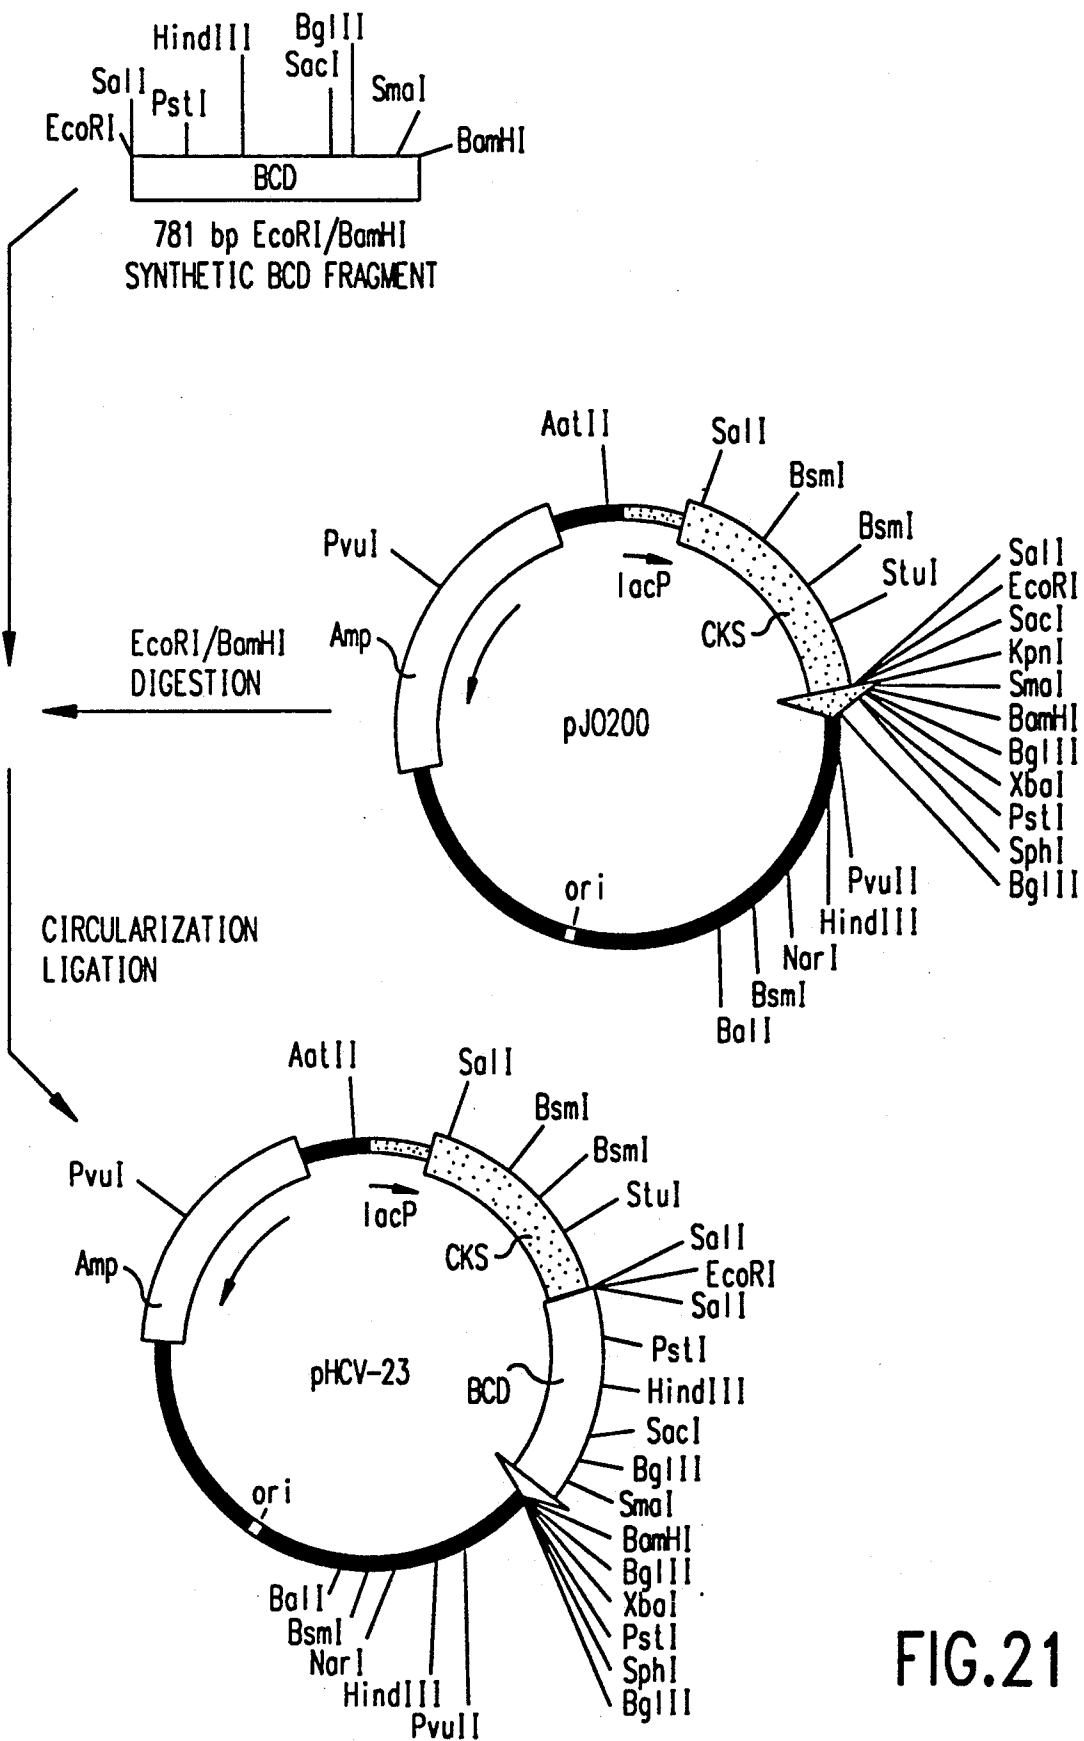 HindIII
BglII
SacI
SalI
PstI
SmaI
EcoRI
BamHI
BCD
781 bp EcoRI/BamHI
SYNTHETIC BCD FRAGMENT
AatII
SalI
BsmI
PvuI
BsmI
lacP
StuI
Amp
CKS
SalI
EcoRI
SacI
KpnI
SmaI
BamHI
BglII
XbaI
PstI
SphI
BglII
EcoRI/BamHI
DIGESTION
pJO200
ori
PvuII
HindIII
NarI
BsmI
BalI
CIRCULARIZATION
LIGATION
AatII
SalI
BsmI
BsmI
PvuI
StuI
lacP
Amp
CKS
SalI
EcoRI
SalI
PstI
pHCV-23
BCD
HindIII
SacI
BglII
SmaI
ori
BamHI
BglII
XbaI
PstI
SphI
BglII
BalI
BsmI
NarI
HindIII
PvuII
FIG.21